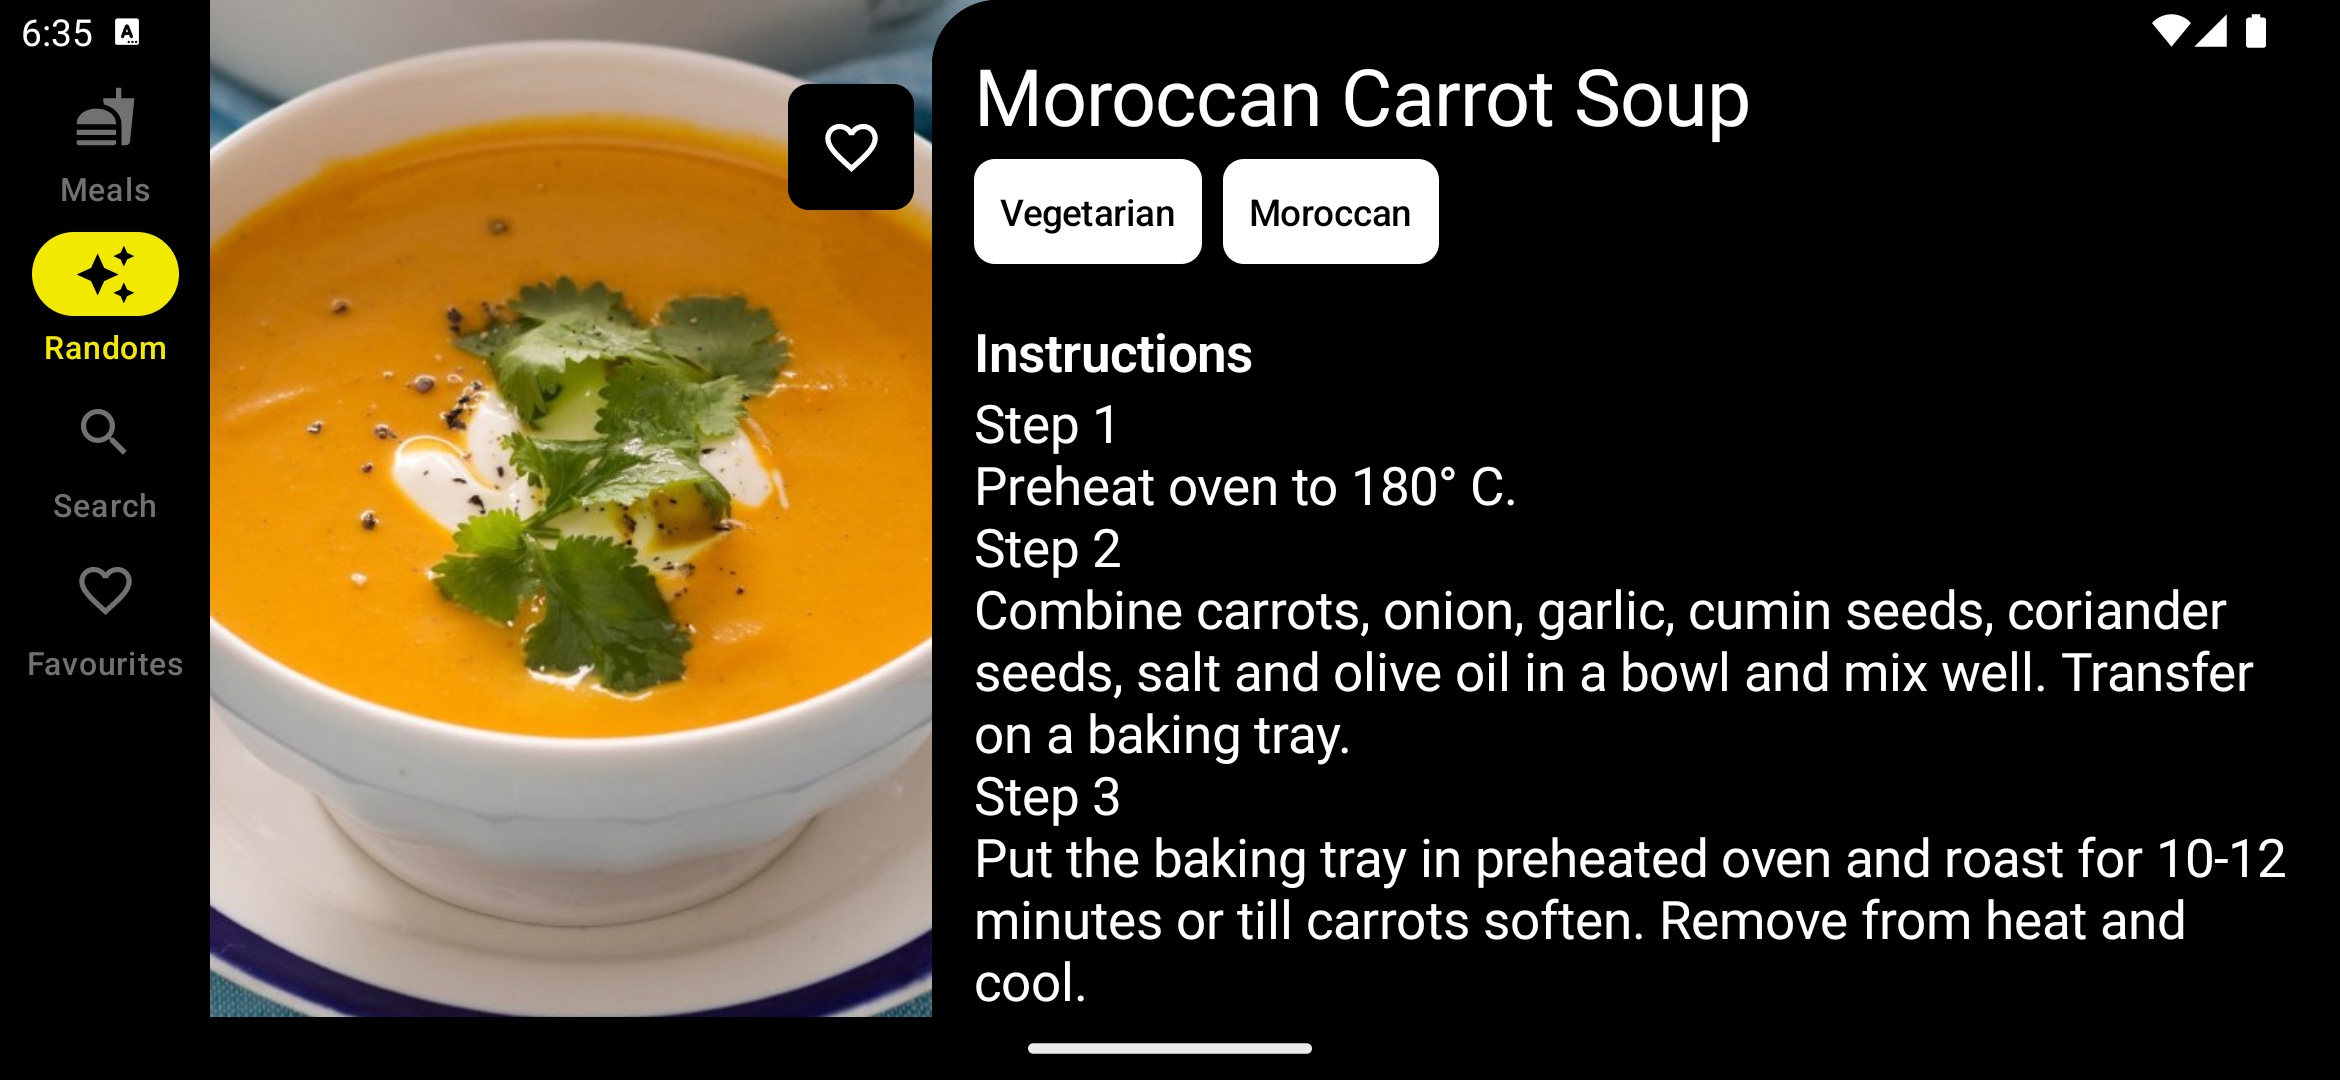 6:35
Meals
Random
Search
Favourites
Moroccan Carrot Soup
Vegetarian
Moroccan
Instructions
Step 1
Preheat oven to 180° C.
Step 2
Combine carrots, onion, garlic, cumin seeds, coriander
seeds, salt and olive oil in a bowl and mix well. Transfer
on a baking tray.
Step 3
Put the baking tray in preheated oven and roast for 10-12
minutes or till carrots soften. Remove from heat and
cool.